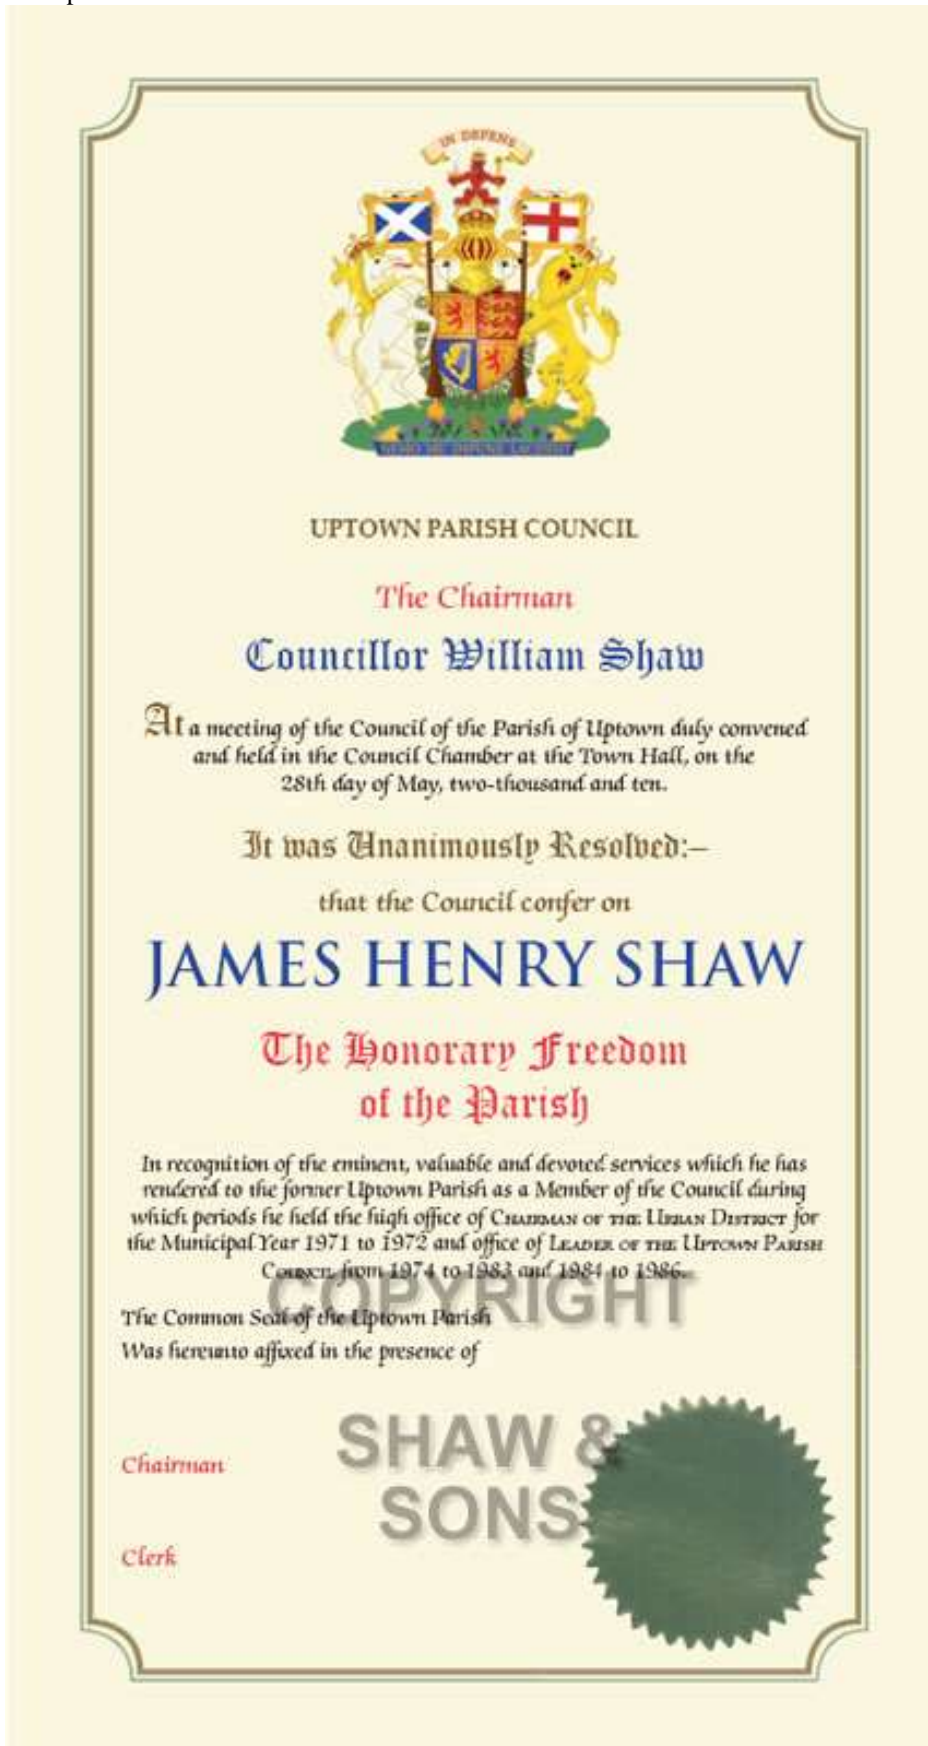 IN DEFENS
UPTOWN PARISH COUNCIL
The Chairman
Councillor William Shaw
At a meeting of the Council of the Parish of Uptown duly convened
and held in the Council Chamber at the Town Hall, on the
28th day of May, two-thousand and ten.
It was Unanimously Resolved:–
that the Council confer on
JAMES HENRY SHAW
The Honorary Freedom
of the Parish
In recognition of the eminent, valuable and devoted services which he has
rendered to the former Uptown Parish as a Member of the Council during
which periods he held the high office of CHAIRMAN OF THE URBAN DISTRICT for
the Municipal Year 1971 to 1972 and office of LEADER OF THE UPTOWN PARISH
COUNCIL from 1974 to 1983 and 1984 to 1986.
COPYRIGHT
The Common Seal of the Uptown Parish
Was hereunto affixed in the presence of
SHAW &
SONS
Chairman
Clerk